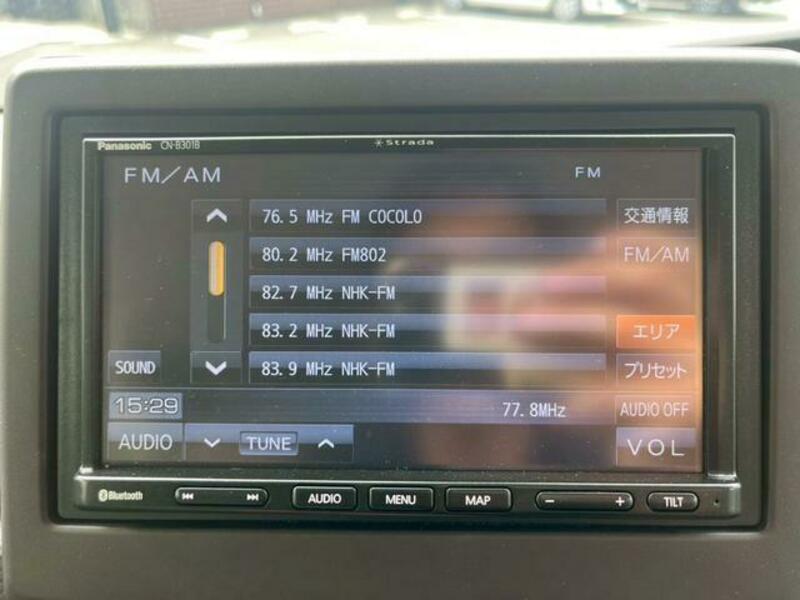 Panasonic CN-B301B Strada
FM/AM FM
76.5 MHz FM COCOLO
交通情報
80.2 MHz FM802
FM/AM
82.7 MHz NHK-FM
83.2 MHz NHK-FM
エリア
SOUND
83.9 MHz NHK-FM
プリセット
15:29
77.8MHz
AUDIO OFF
AUDIO
TUNE
VOL
Bluetooth
AUDIO
MENU
MAP
− +
TILT